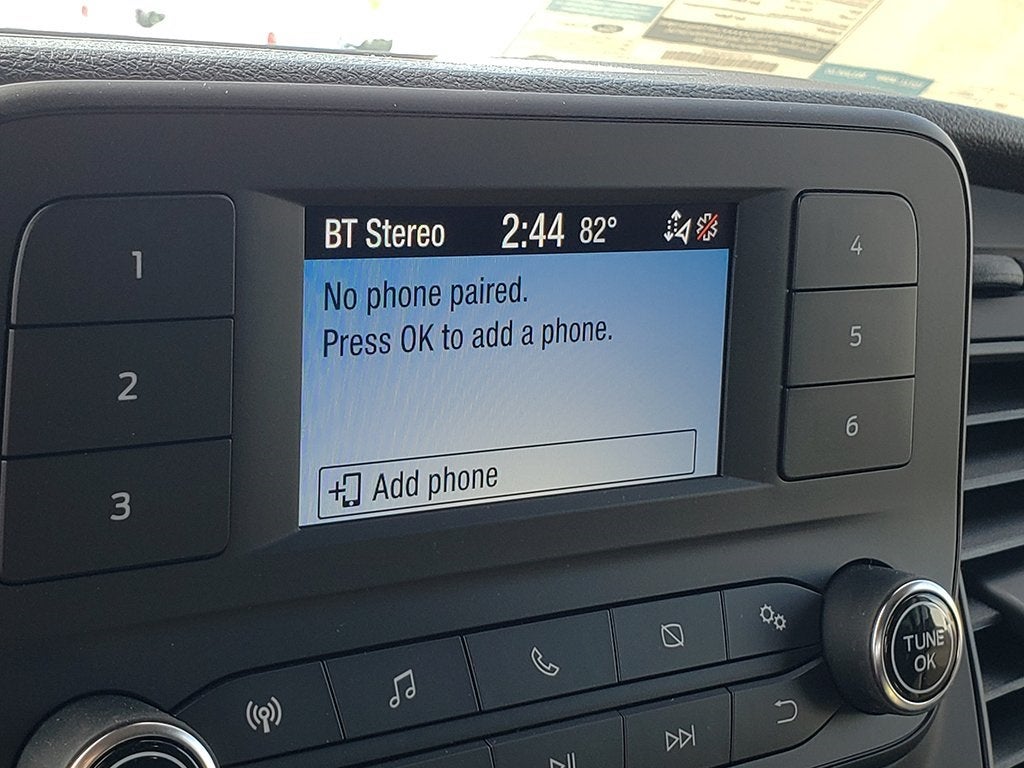 BT Stereo 2:44 82°
No phone paired.
Press OK to add a phone.
Add phone
1
2
3
4
5
6
TUNE
OK